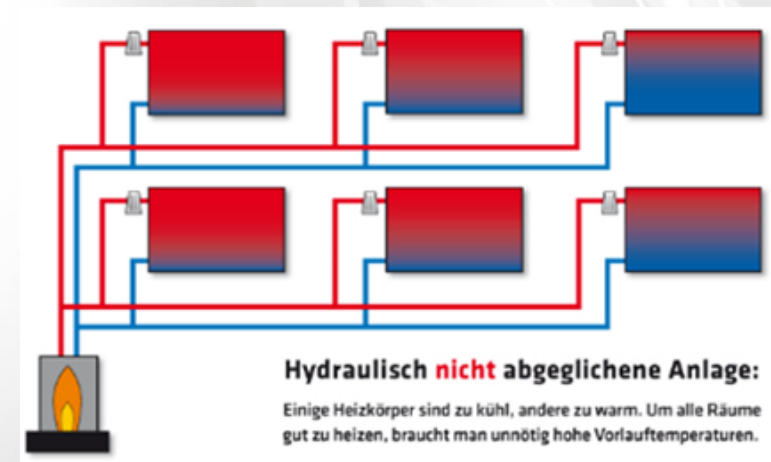 Hydraulisch nicht abgeglichene Anlage:
Einige Heizkörper sind zu kühl, andere zu warm. Um alle Räume
gut zu heizen, braucht man unnötig hohe Vorlauftemperaturen.